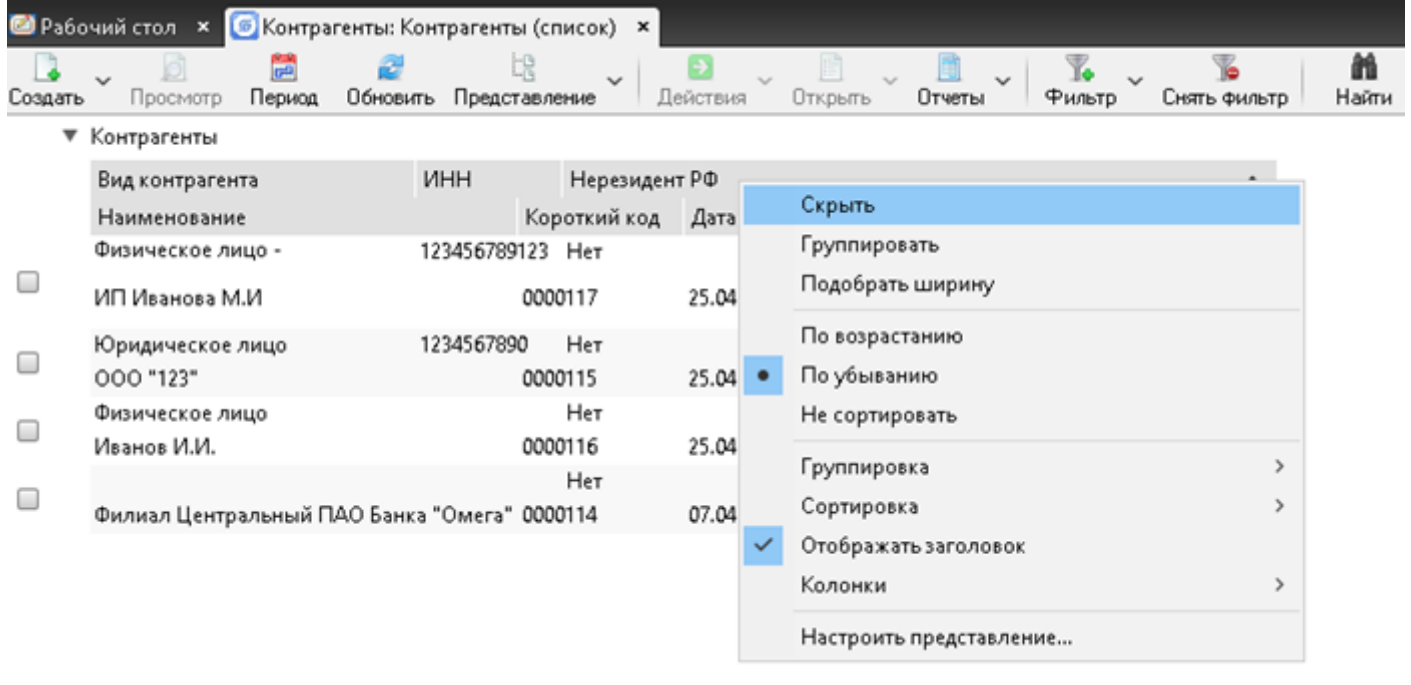 Рабочий стол × Контрагенты: Контрагенты (список) ×
Создать Просмотр Период Обновить Представление Действия Открыть Отчеты Фильтр Снять фильтр Найти
Контрагенты
Вид контрагента ИНН Нерезидент РФ
Наименование Короткий код Дата
Физическое лицо - 123456789123 Нет
ИП Иванова М.И 0000117 25.04
Юридическое лицо 1234567890 Нет
ООО "123" 0000115 25.04
Физическое лицо Нет
Иванов И.И. 0000116 25.04
Нет
Филиал Центральный ПАО Банка "Омега" 0000114 07.04
Скрыть
Группировать
Подобрать ширину
По возрастанию
По убыванию
Не сортировать
Группировка
Сортировка
Отображать заголовок
Колонки
Настроить представление...